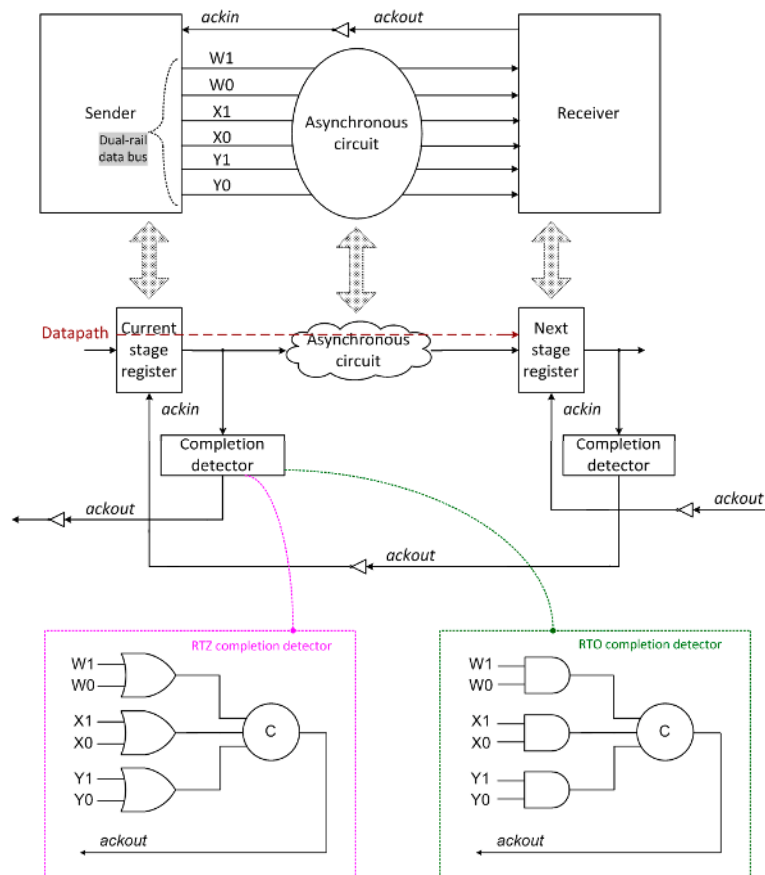 ackin
ackout
W1
W0
X1
X0
Y1
Y0
Sender
Dual-rail
data bus
Asynchronous
circuit
Receiver
Datapath
Current
stage
register
Asynchronous
circuit
Next
stage
register
ackin
ackin
Completion
detector
Completion
detector
ackout
ackout
RTZ completion detector
W1
W0
X1
X0
Y1
Y0
C
ackout
RTO completion detector
W1
W0
X1
X0
Y1
Y0
C
ackout